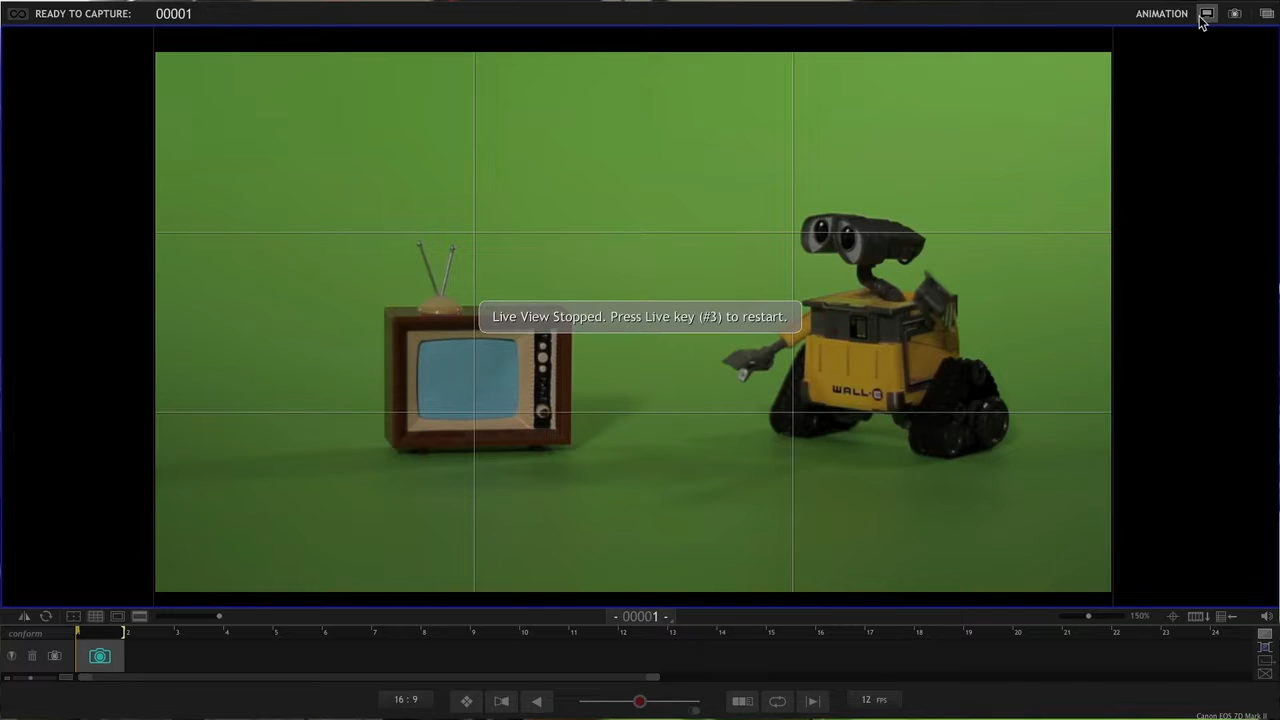 READY TO CAPTURE: 00001 ANIMATION
Live View Stopped. Press Live key (#3) to restart.
WALL·E
- 00001 - 150%
conform 2 3 4 5 6 7 8 9 10 11 12 13 14 15 16 17 18 19 20 21 22 23 24
16 : 9 12 FPS
Canon EOS 7D Mark II